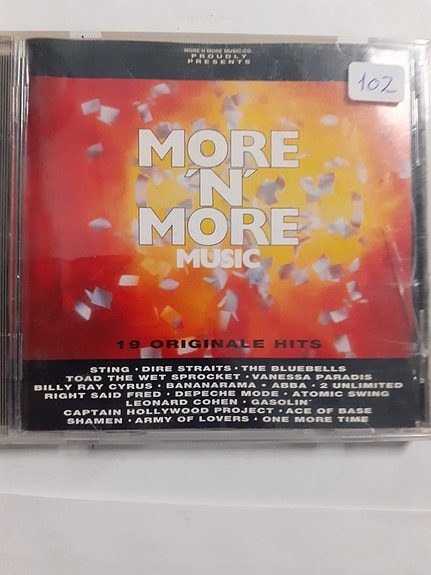 MORE 'N MORE MUSIC CO.
PROUDLY
PRESENTS
102
MORE
'N'
MORE
MUSIC
19 ORIGINALE HITS
STING · DIRE STRAITS · THE BLUEBELLS
TOAD THE WET SPROCKET · VANESSA PARADIS
BILLY RAY CYRUS · BANANARAMA · ABBA · 2 UNLIMITED
RIGHT SAID FRED · DEPECHE MODE · ATOMIC SWING
LEONARD COHEN · GASOLIN'
CAPTAIN HOLLYWOOD PROJECT · ACE OF BASE
SHAMEN · ARMY OF LOVERS · ONE MORE TIME